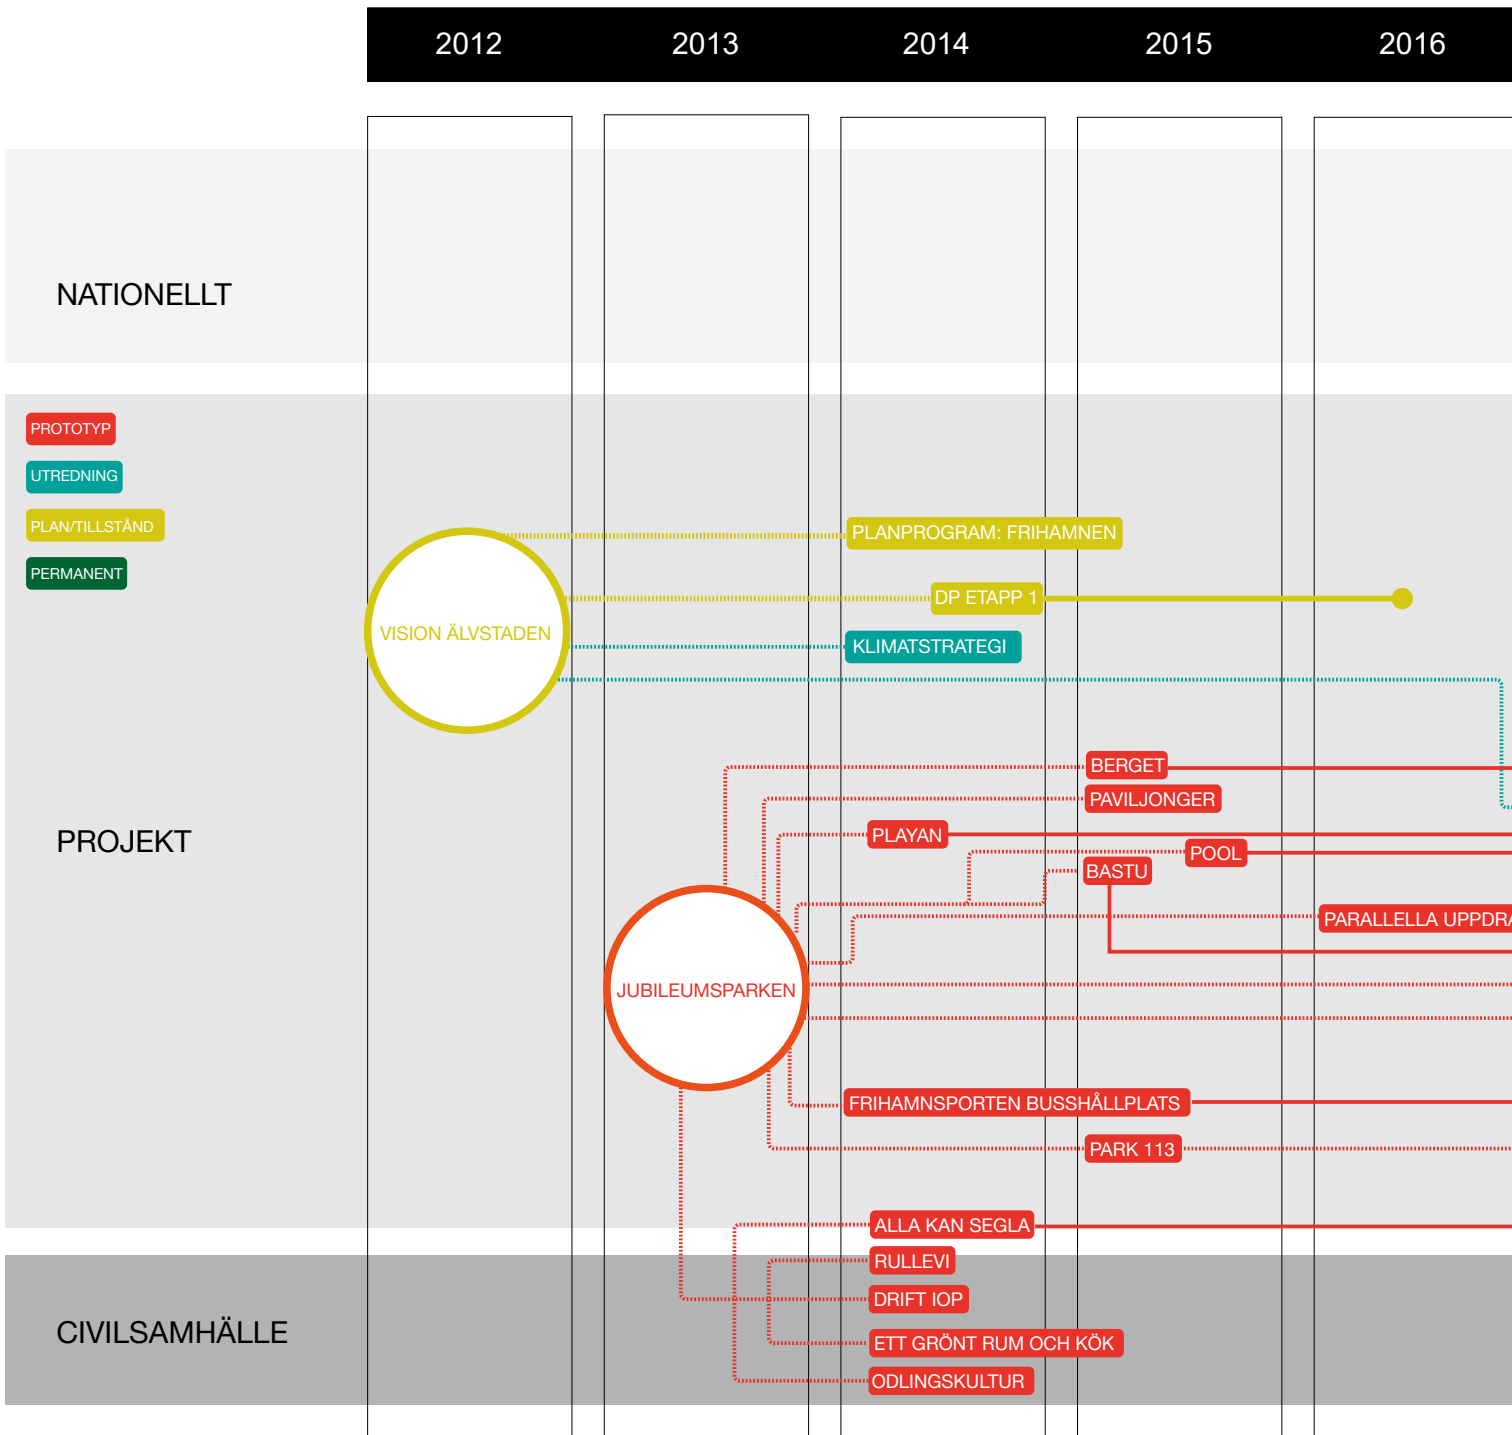 2012 2013 2014 2015 2016
NATIONELLT
PROTOTYP
UTREDNING
PLAN/TILLSTÅND
PERMANENT
PLANPROGRAM: FRIHAMNEN
DP ETAPP 1
VISION ÄLVSTADEN
KLIMATSTRATEGI
BERGET
PAVILJONGER
PROJEKT
PLAYAN
POOL
BASTU
PARALLELLA
JUBILEUMSPARKEN
FRIHAMNSPORTEN BUSSHÅLLPLATS
PARK 113
ALLA KAN SEGLA
RULLEVI
DRIFT IOP
CIVILSAMHÄLLE
ETT GRÖNT RUM OCH KÖK
ODLINGSKULTUR